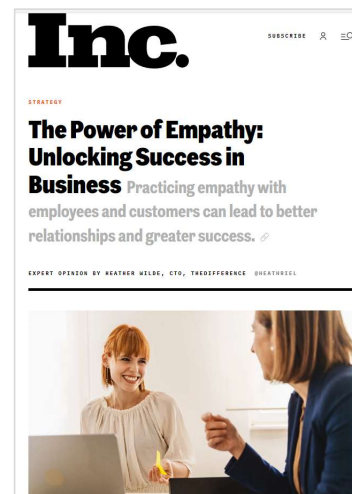 Inc.
SUBSCRIBE
STRATEGY
The Power of Empathy:
Unlocking Success in
Business Practicing empathy with
employees and customers can lead to better
relationships and greater success.
EXPERT OPINION BY HEATHER WILDE, CTO, THEDIFFERENCE @HEATHRIEL